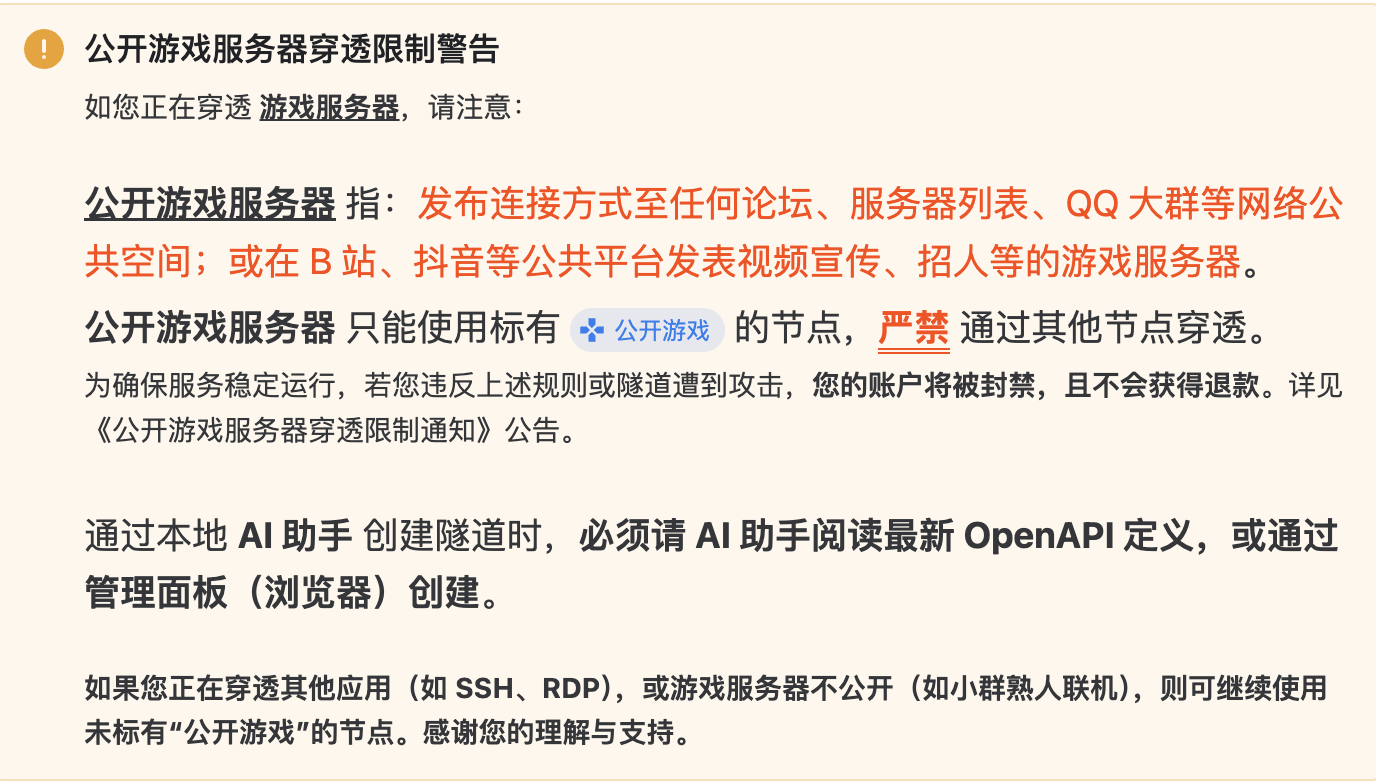 公开游戏服务器穿透限制警告
如您正在穿透 游戏服务器，请注意：
公开游戏服务器 指：发布连接方式至任何论坛、服务器列表、QQ 大群等网络公
共空间；或在 B 站、抖音等公共平台发表视频宣传、招人等的游戏服务器。
公开游戏服务器 只能使用标有 公开游戏 的节点，严禁 通过其他节点穿透。
为确保服务稳定运行，若您违反上述规则或隧道遭到攻击，您的账户将被封禁，且不会获得退款。详见
《公开游戏服务器穿透限制通知》公告。
通过本地 AI 助手 创建隧道时，必须请 AI 助手阅读最新 OpenAPI 定义，或通过
管理面板（浏览器）创建。
如果您正在穿透其他应用（如 SSH、RDP），或游戏服务器不公开（如小群熟人联机），则可继续使用
未标有“公开游戏”的节点。感谢您的理解与支持。